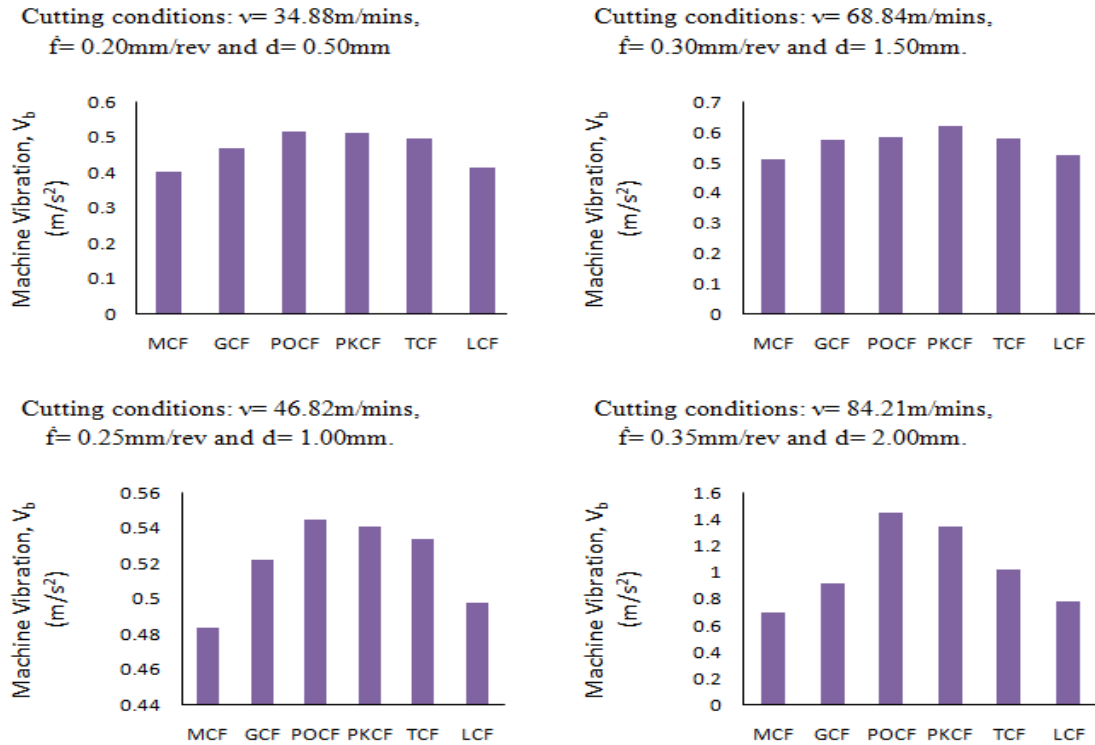 Cutting conditions: v= 34.88m/mins,
f̂= 0.20mm/rev and d= 0.50mm
Machine Vibration, Vb
(m/s²)
0.6
0.5
0.4
0.3
0.2
0.1
0
MCF GCF POCF PKCF TCF LCF
Cutting conditions: v= 68.84m/mins,
f̂= 0.30mm/rev and d= 1.50mm.
Machine Vibration, Vb
(m/s²)
0.7
0.6
0.5
0.4
0.3
0.2
0.1
0
MCF GCF POCF PKCF TCF LCF
Cutting conditions: v= 46.82m/mins,
f̂= 0.25mm/rev and d= 1.00mm.
Machine Vibration, Vb
(m/s²)
0.56
0.54
0.52
0.5
0.48
0.46
0.44
MCF GCF POCF PKCF TCF LCF
Cutting conditions: v= 84.21m/mins,
f̂= 0.35mm/rev and d= 2.00mm.
Machine Vibration, Vb
(m/s²)
1.6
1.4
1.2
1
0.8
0.6
0.4
0.2
0
MCF GCF POCF PKCF TCF LCF